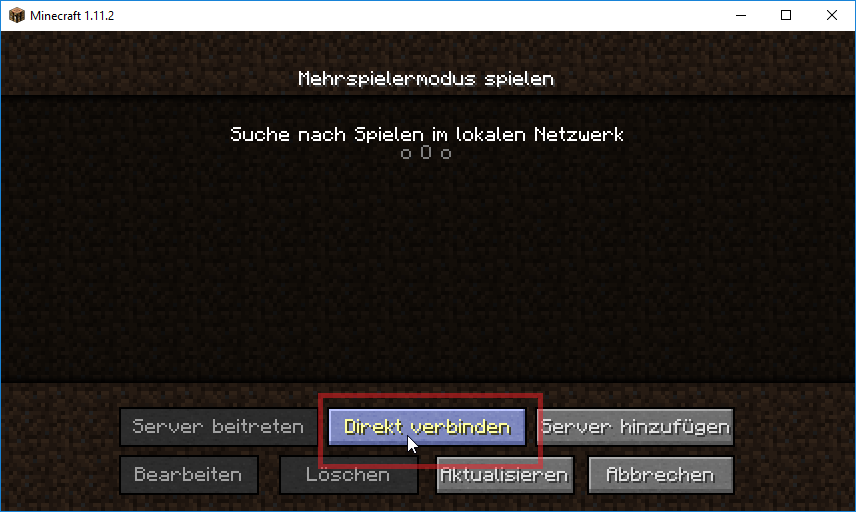 Minecraft 1.11.2
Mehrspielermodus spielen
Suche nach Spielen im lokalen Netzwerk
o O o
Server beitreten Direkt verbinden Server hinzufügen
Bearbeiten Löschen Aktualisieren Abbrechen